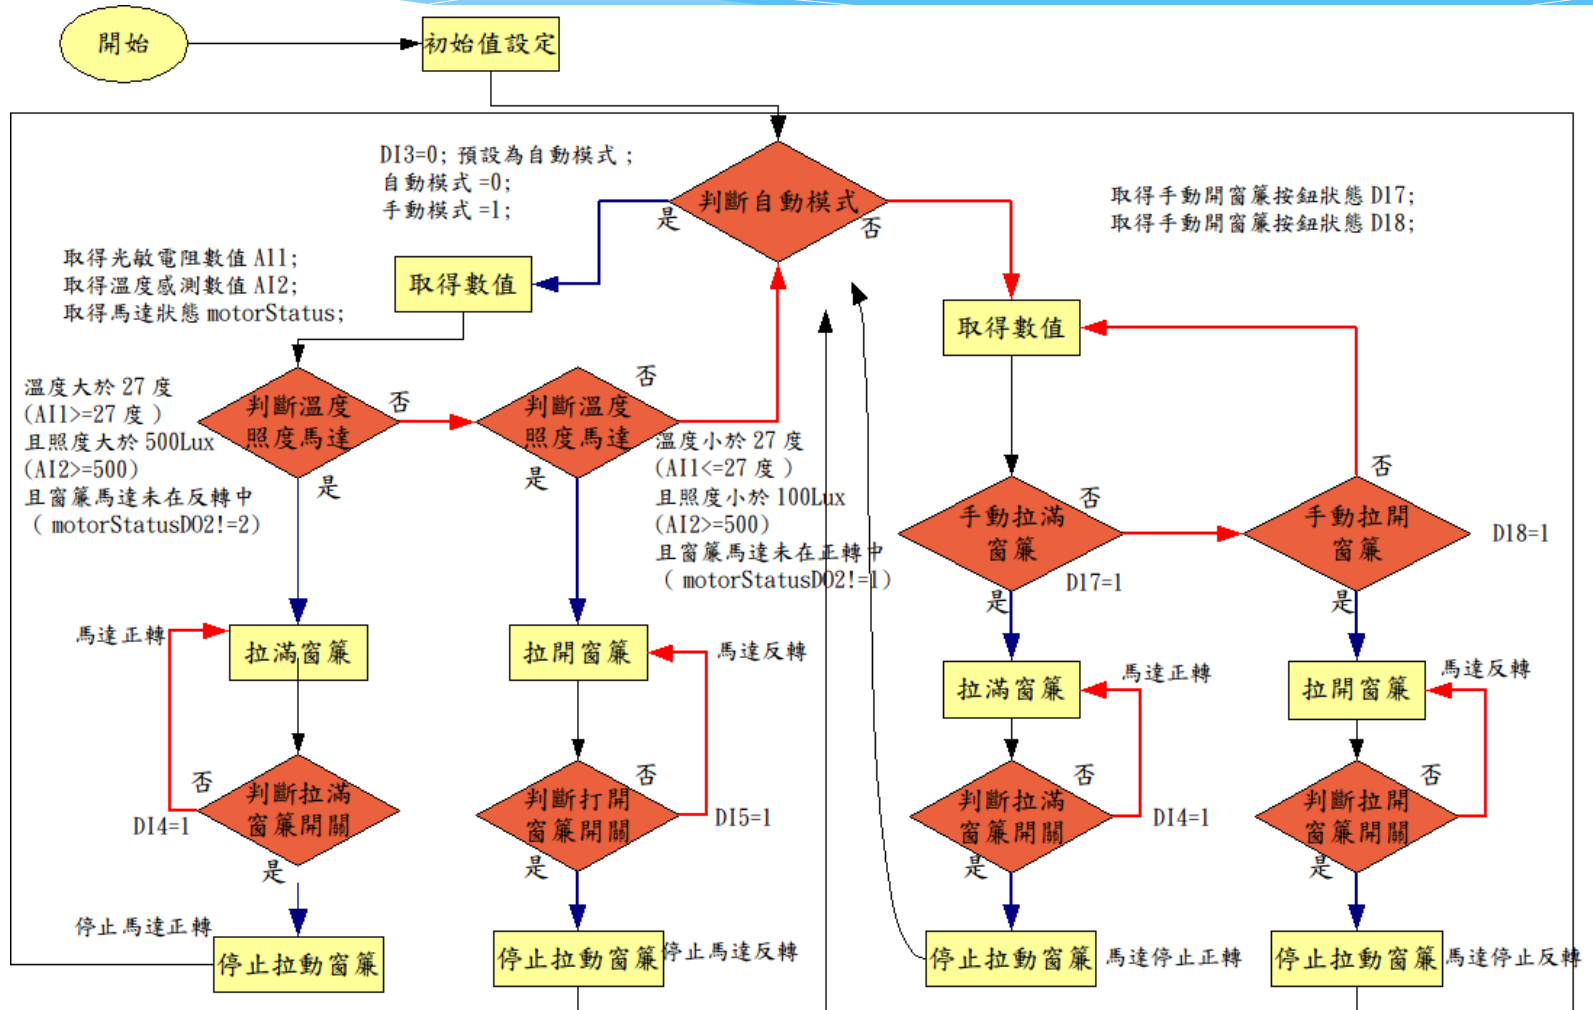 開始
初始值設定
DI3=0; 預設為自動模式 ;
自動模式 =0;
手動模式 =1;
判斷自動模式
是
否
取得手動開窗簾按鈕狀態 D17;
取得手動開窗簾按鈕狀態 D18;
取得光敏電阻數值 AI1;
取得溫度感測數值 AI2;
取得馬達狀態 motorStatus;
取得數值
取得數值
溫度大於 27 度
(AI1>=27 度 )
且照度大於 500Lux
(AI2>=500)
且窗簾馬達未在反轉中
( motorStatusDO2!=2)
判斷溫度
照度馬達
否
是
判斷溫度
照度馬達
否
是
溫度小於 27 度
(AI1<=27 度 )
且照度小於 100Lux
(AI2>=500)
且窗簾馬達未在正轉中
( motorStatusDO2!=1)
手動拉滿
窗簾
否
D17=1
是
手動拉開
窗簾
否
D18=1
是
馬達正轉
拉滿窗簾
拉開窗簾
馬達反轉
拉滿窗簾
馬達正轉
拉開窗簾
馬達反轉
否
DI4=1
判斷拉滿
窗簾開關
是
判斷打開
窗簾開關
否
DI5=1
是
判斷拉滿
窗簾開關
否
DI4=1
是
判斷拉開
窗簾開關
否
是
停止馬達正轉
停止拉動窗簾
停止拉動窗簾
停止馬達反轉
停止拉動窗簾
馬達停止正轉
停止拉動窗簾
馬達停止反轉